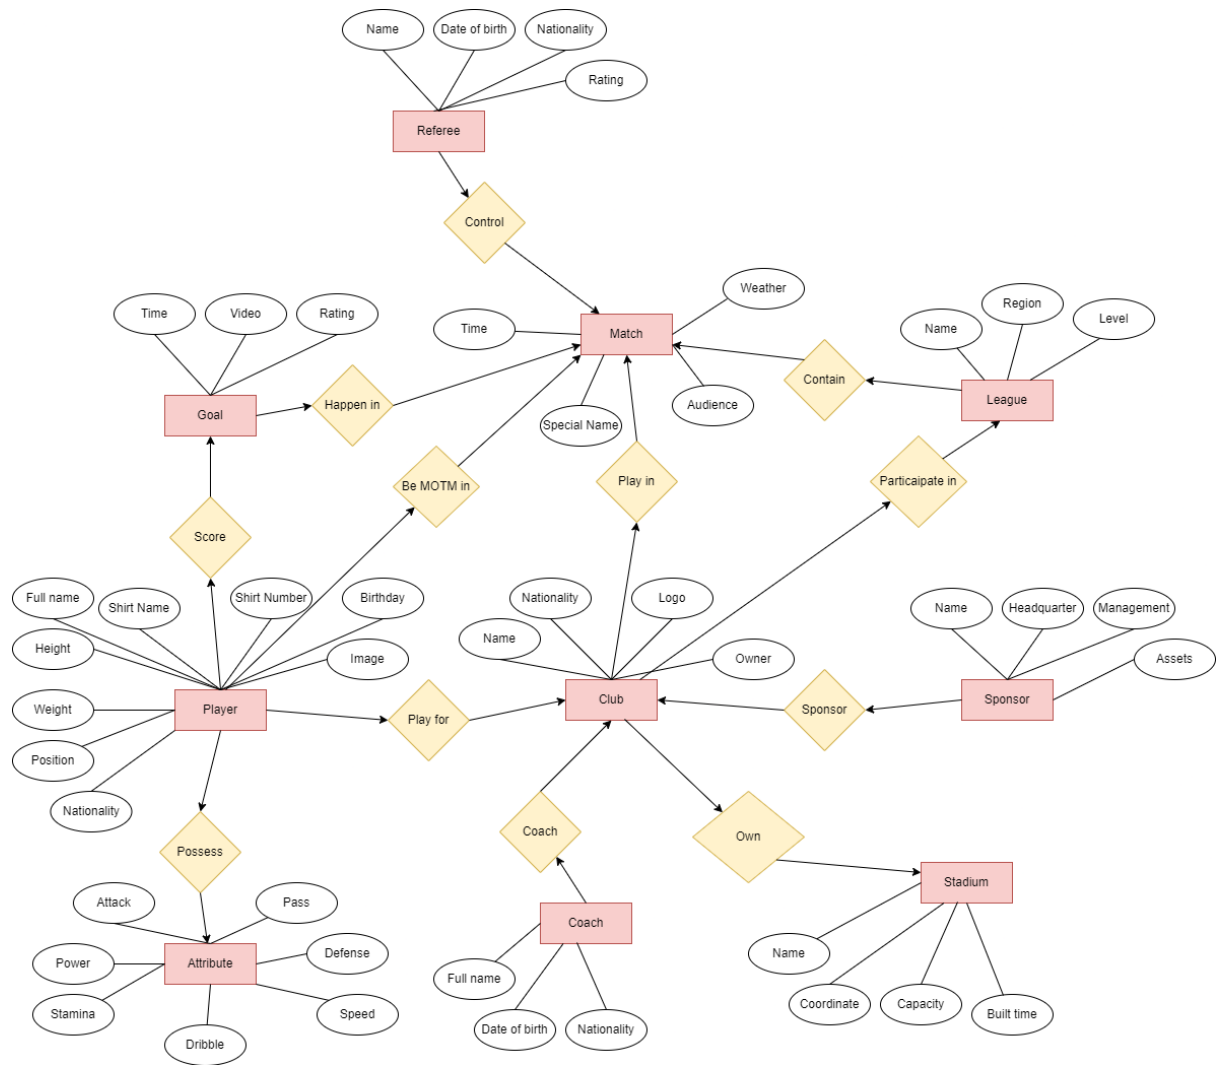 Name
Date of birth
Nationality
Rating
Referee
Control
Weather
Time
Video
Rating
Time
Match
Region
Name
Level
Contain
Happen in
Goal
League
Audience
Special Name
Be MOTM in
Play in
Particaipate in
Score
Full name
Shirt Name
Shirt Number
Birthday
Nationality
Logo
Name
Headquarter
Management
Height
Image
Name
Owner
Assets
Weight
Player
Play for
Club
Sponsor
Sponsor
Position
Nationality
Possess
Coach
Own
Attack
Pass
Stadium
Coach
Defense
Name
Power
Attribute
Full name
Stamina
Speed
Coordinate
Capacity
Built time
Dribble
Date of birth
Nationality